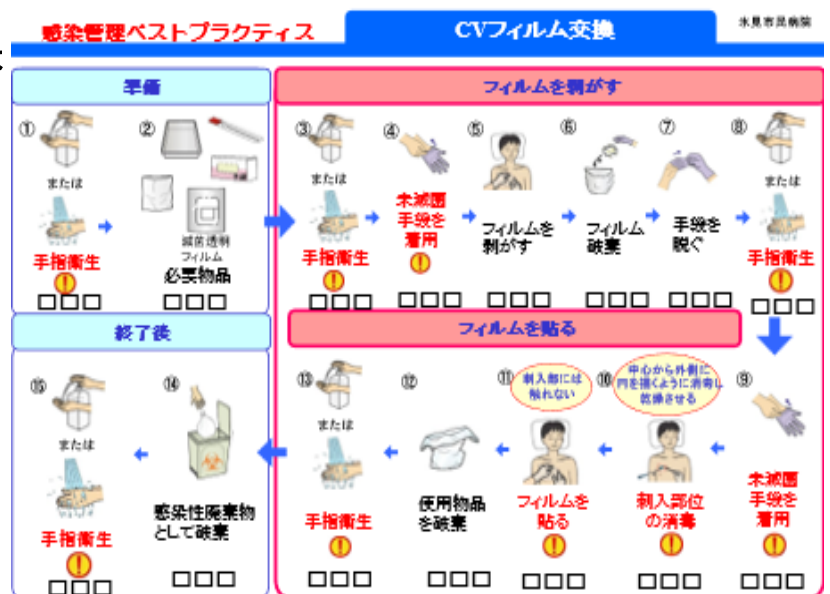 感染管理ベストプラクティス
CVフィルム交換
氷見市民病院
準備
①
または
手指衛生
②
滅菌透明
フィルム
必要物品
フィルムを剥がす
③
または
手指衛生
④
未滅菌
手袋を
着用
⑤
フィルムを
剥がす
⑥
フィルム
破棄
⑦
手袋を
脱ぐ
⑧
または
手指衛生
フィルムを貼る
⑨
未滅菌
手袋を
着用
⑩
中心から外側に
円を描くように消毒し
乾燥させる
刺入部位
の消毒
⑪
刺入部には
触れない
フィルムを
貼る
⑫
使用物品
を破棄
⑬
または
手指衛生
終了後
⑭
感染性廃棄物
として破棄
⑮
または
手指衛生